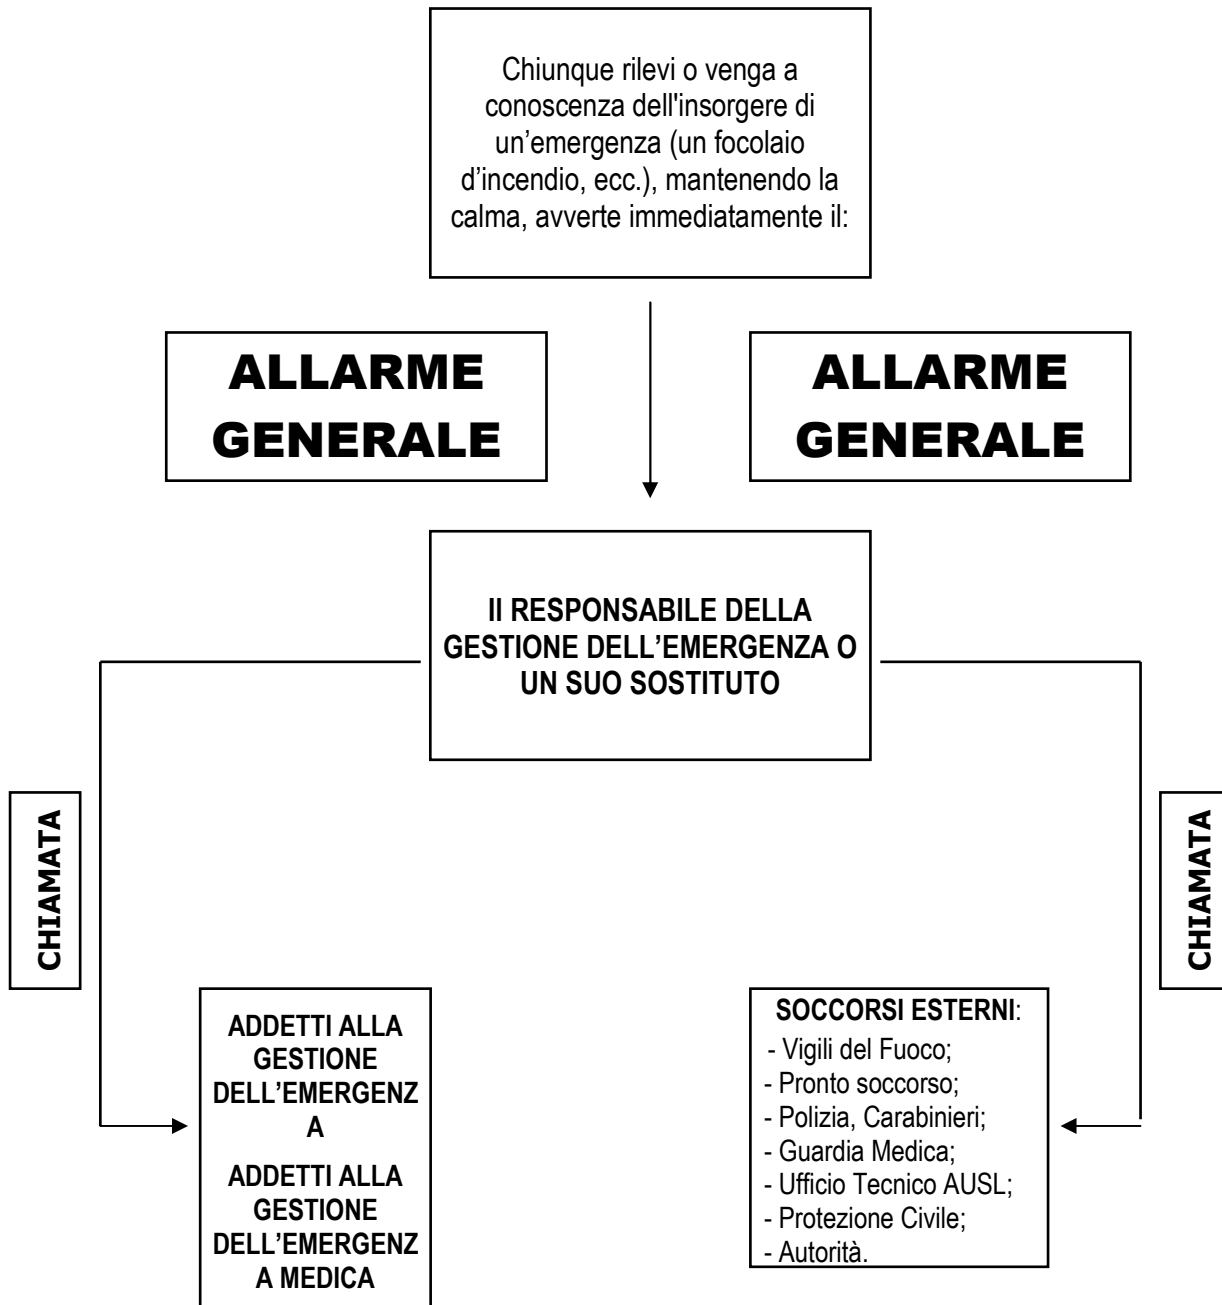 Chiunque rilevi o venga a
conoscenza dell'insorgere di
un’emergenza (un focolaio
d’incendio, ecc.), mantenendo la
calma, avverte immediatamente il:
ALLARME
GENERALE
ALLARME
GENERALE
Il RESPONSABILE DELLA
GESTIONE DELL’EMERGENZA O
UN SUO SOSTITUTO
CHIAMATA
CHIAMATA
ADDETTI ALLA
GESTIONE
DELL’EMERGENZ
A
ADDETTI ALLA
GESTIONE
DELL’EMERGENZ
A MEDICA
SOCCORSI ESTERNI:
- Vigili del Fuoco;
- Pronto soccorso;
- Polizia, Carabinieri;
- Guardia Medica;
- Ufficio Tecnico AUSL;
- Protezione Civile;
- Autorità.